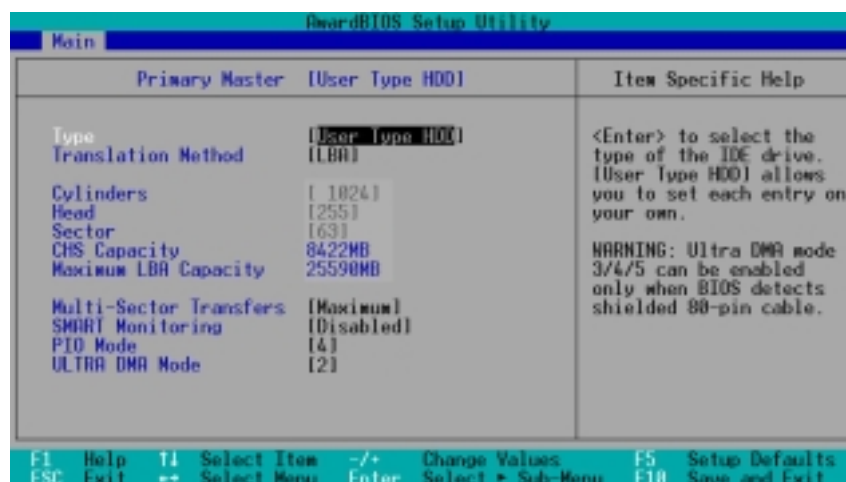 AwardBIOS Setup Utility
Main
Primary Master [User Type HDD]
Item Specific Help
Type [User Type HDD]
Translation Method [LBA]
Cylinders [ 1024]
Head [255]
Sector [63]
CHS Capacity 8422MB
Maximum LBA Capacity 25590MB
Multi-Sector Transfers [Maximum]
SMART Monitoring [Disabled]
PIO Mode [4]
ULTRA DMA Mode [2]
<Enter> to select the
type of the IDE drive.
[User Type HDD] allows
you to set each entry on
your own.
WARNING: Ultra DMA mode
3/4/5 can be enabled
only when BIOS detects
shielded 80-pin cable.
F1 Help ↑↓ Select Item -/+ Change Values F5 Setup Defaults
ESC Exit ←→ Select Menu Enter Select ► Sub-Menu F10 Save and Exit